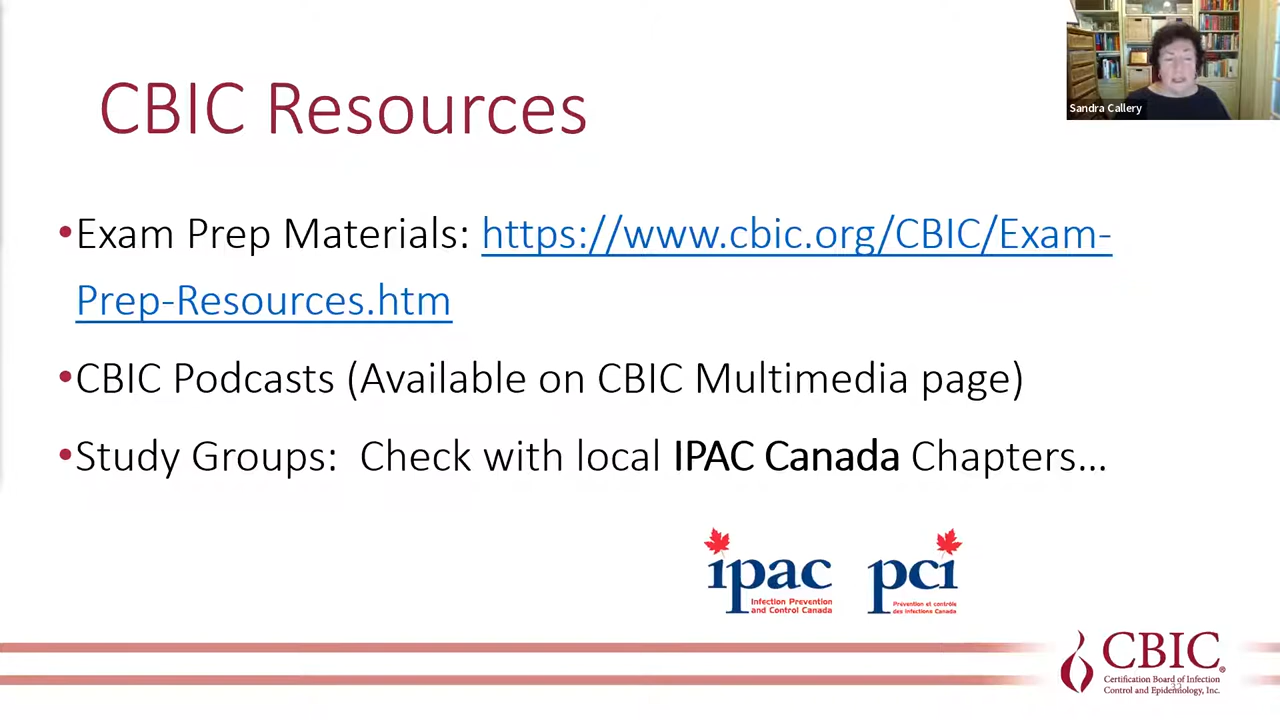 Sandra Callery
CBIC Resources
•Exam Prep Materials: https://www.cbic.org/CBIC/Exam-
Prep-Resources.htm
•CBIC Podcasts (Available on CBIC Multimedia page)
•Study Groups: Check with local IPAC Canada Chapters...
ipac
Infection Prevention
and Control Canada
pci
Prévention et contrôle
des infections Canada
CBIC®
Certification Board of Infection
Control and Epidemiology, Inc.